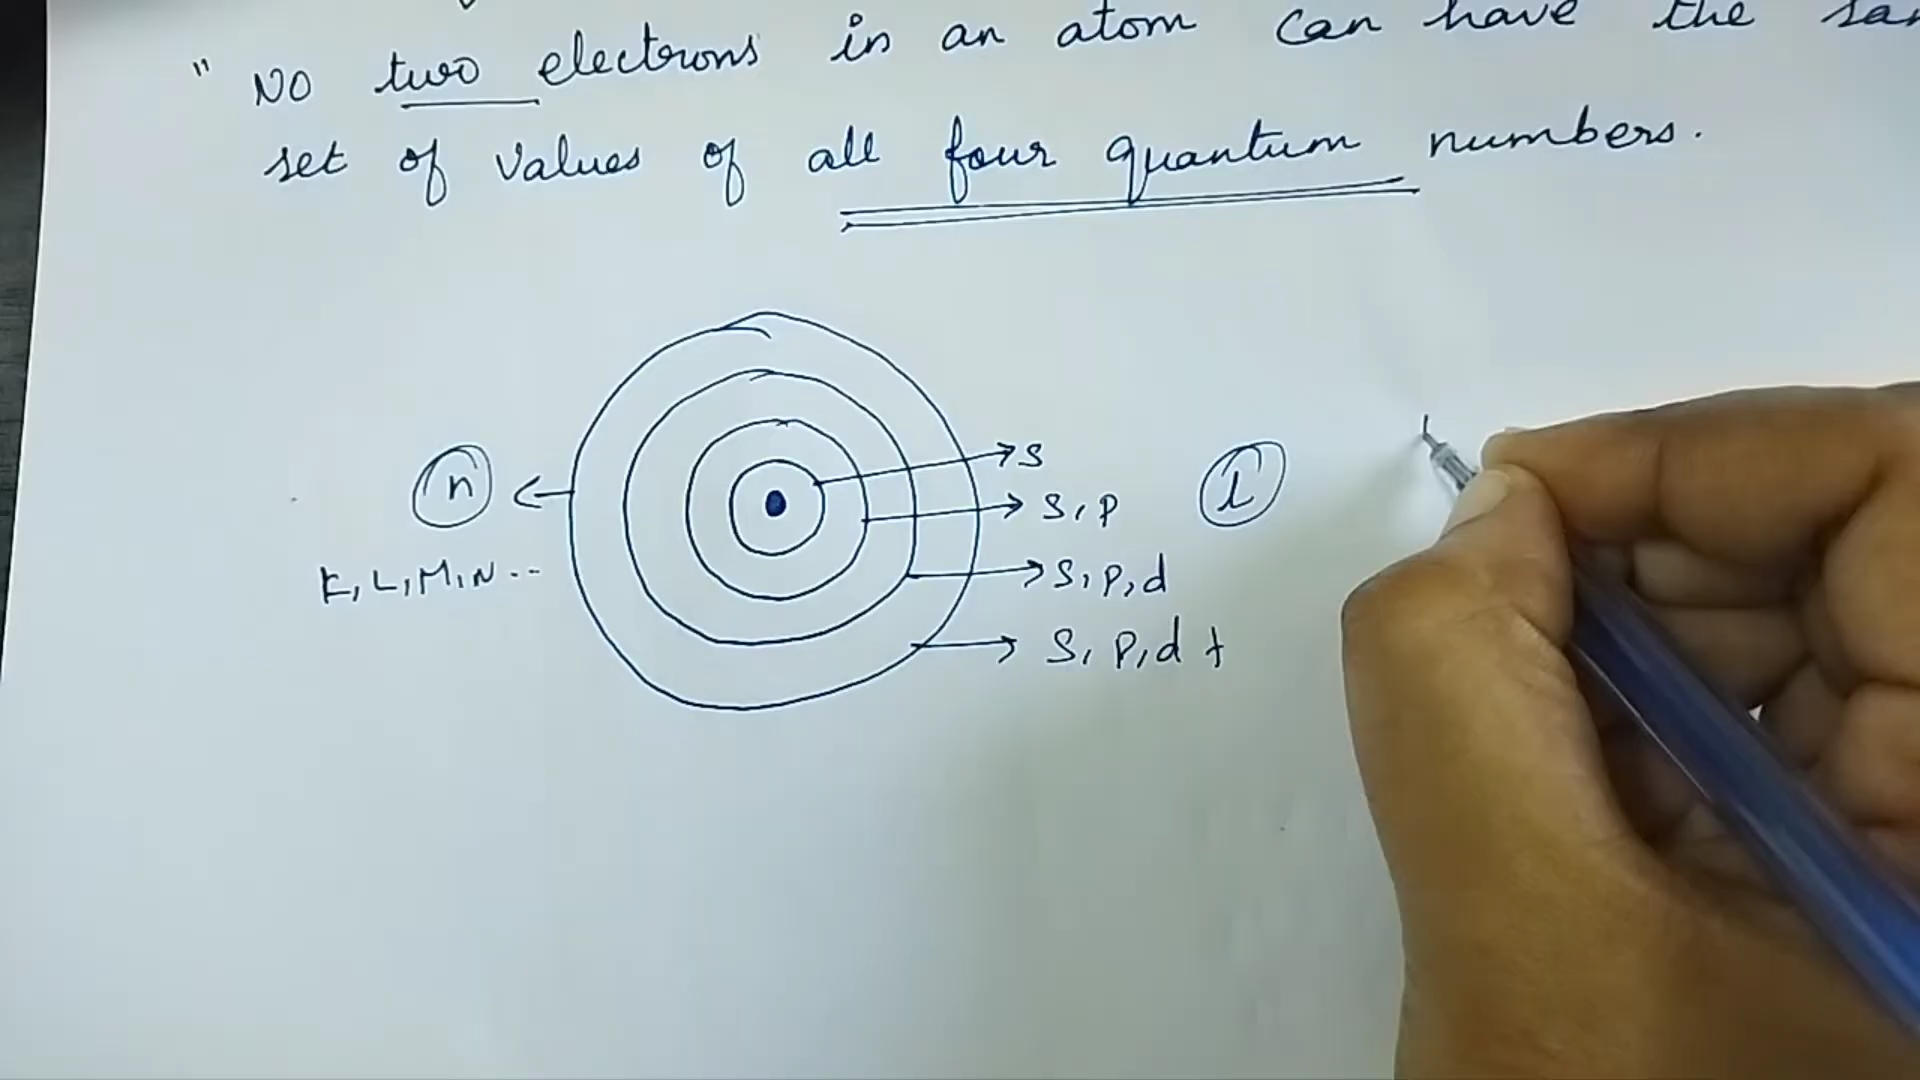 " No two electrons in an atom can have the
set of values of all four quantum numbers.
n
K, L, M, N ..
s
s, p
s, p, d
s, p, d f
l